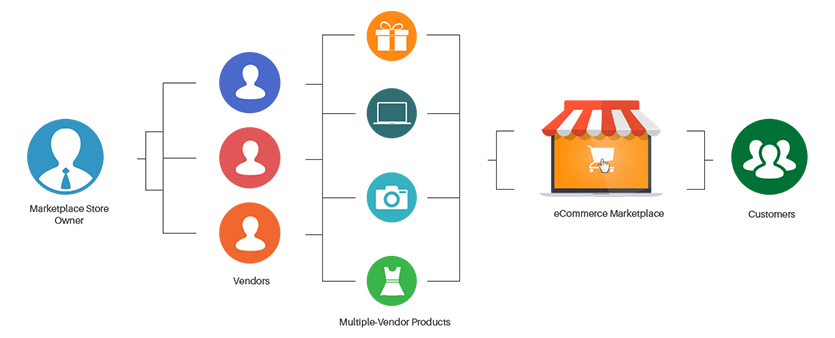 Marketplace Store
Owner
Vendors
Multiple-Vendor Products
eCommerce Marketplace
Customers